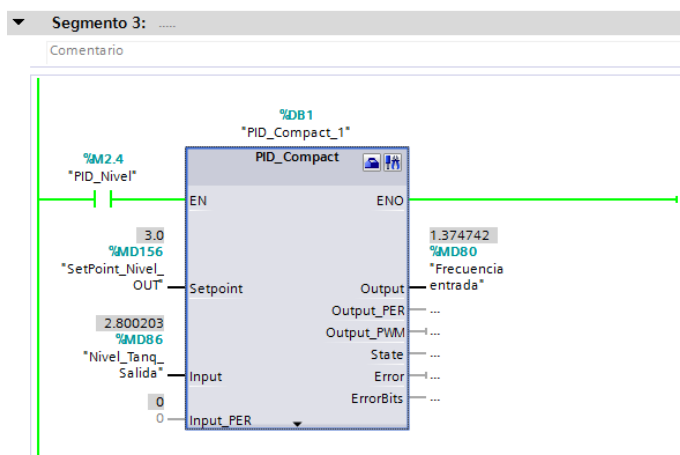 Segmento 3: .....
Comentario
%DB1
"PID_Compact_1"
%M2.4
"PID_Nivel"
PID_Compact
EN
ENO
3.0
%MD156
"SetPoint_Nivel_
OUT"
Setpoint
1.374742
%MD80
"Frecuencia
entrada"
Output
Output_PER
...
Output_PWM
...
2.800203
%MD86
"Nivel_Tanq_
Salida"
Input
State
...
Error
...
ErrorBits
...
0
0
Input_PER